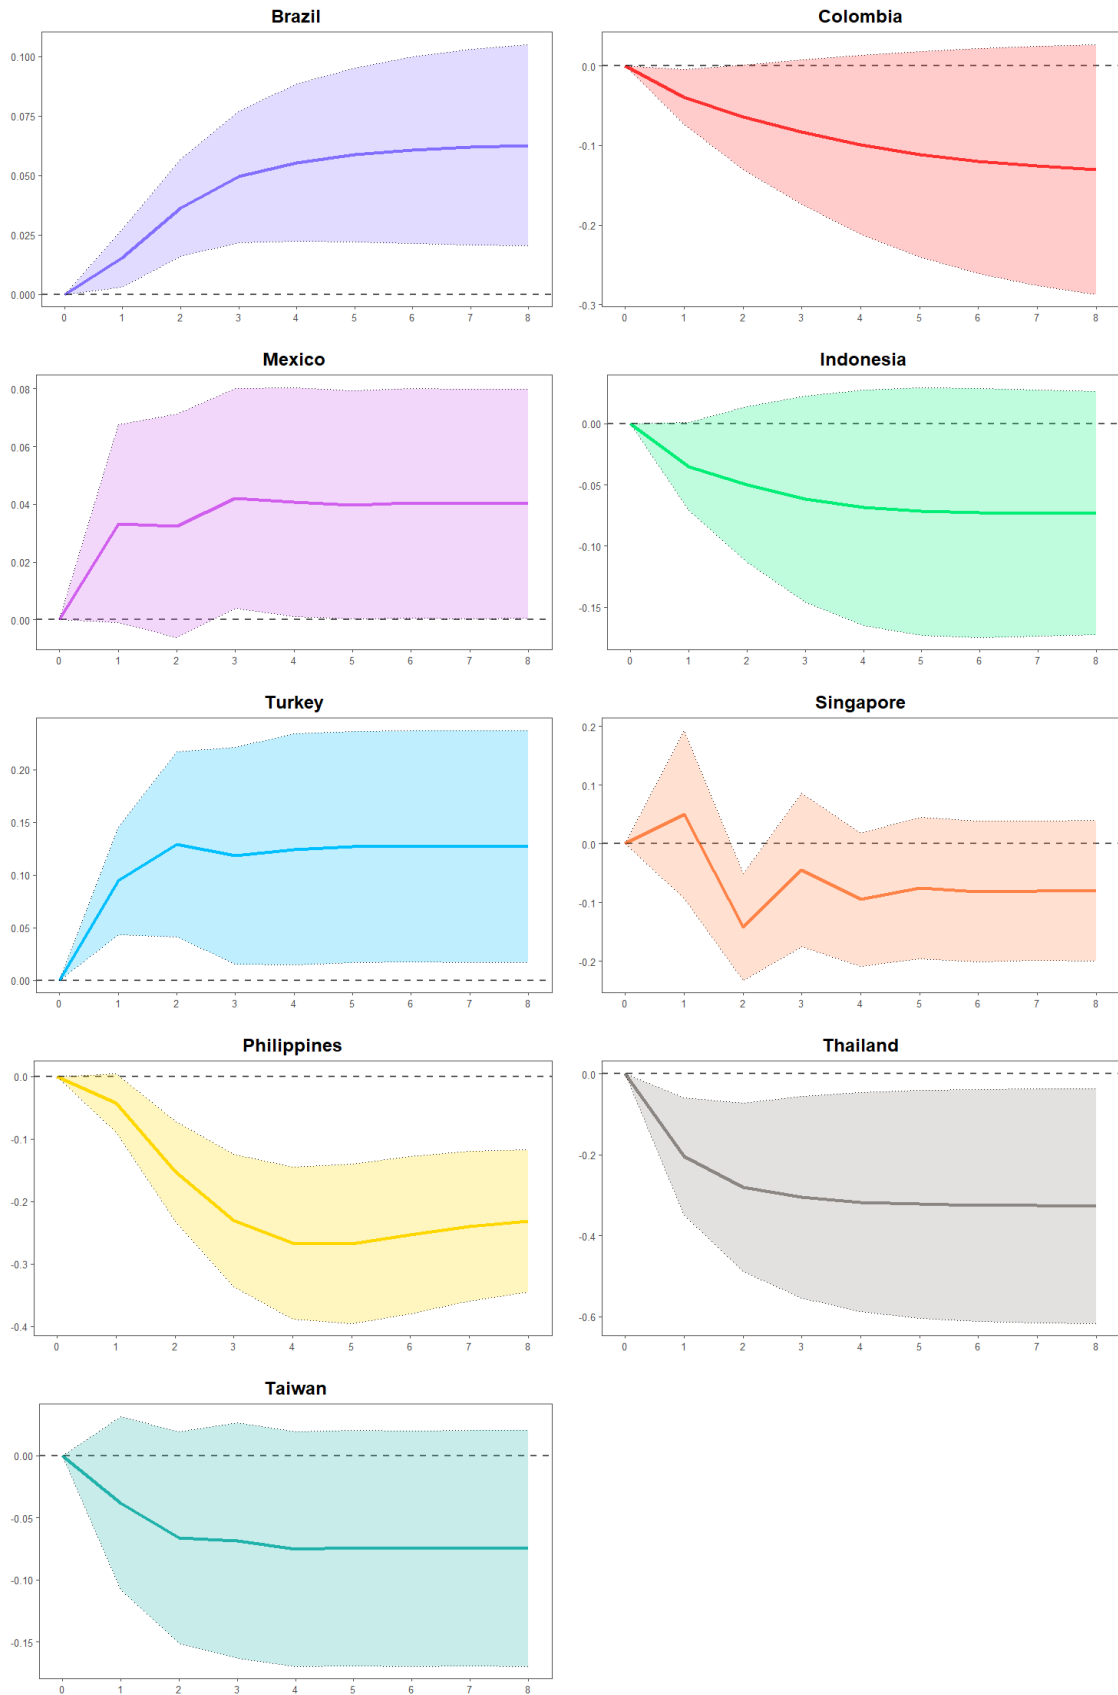 Brazil
0.100
0.075
0.050
0.025
0.000
0 1 2 3 4 5 6 7 8
Colombia
0.0
-0.1
-0.2
-0.3
0 1 2 3 4 5 6 7 8
Mexico
0.08
0.06
0.04
0.02
0.00
0 1 2 3 4 5 6 7 8
Indonesia
0.00
-0.05
-0.10
-0.15
0 1 2 3 4 5 6 7 8
Turkey
0.20
0.15
0.10
0.05
0.00
0 1 2 3 4 5 6 7 8
Singapore
0.2
0.1
0.0
-0.1
-0.2
0 1 2 3 4 5 6 7 8
Philippines
0.0
-0.1
-0.2
-0.3
-0.4
0 1 2 3 4 5 6 7 8
Thailand
0.0
-0.2
-0.4
-0.6
0 1 2 3 4 5 6 7 8
Taiwan
0.00
-0.05
-0.10
-0.15
0 1 2 3 4 5 6 7 8